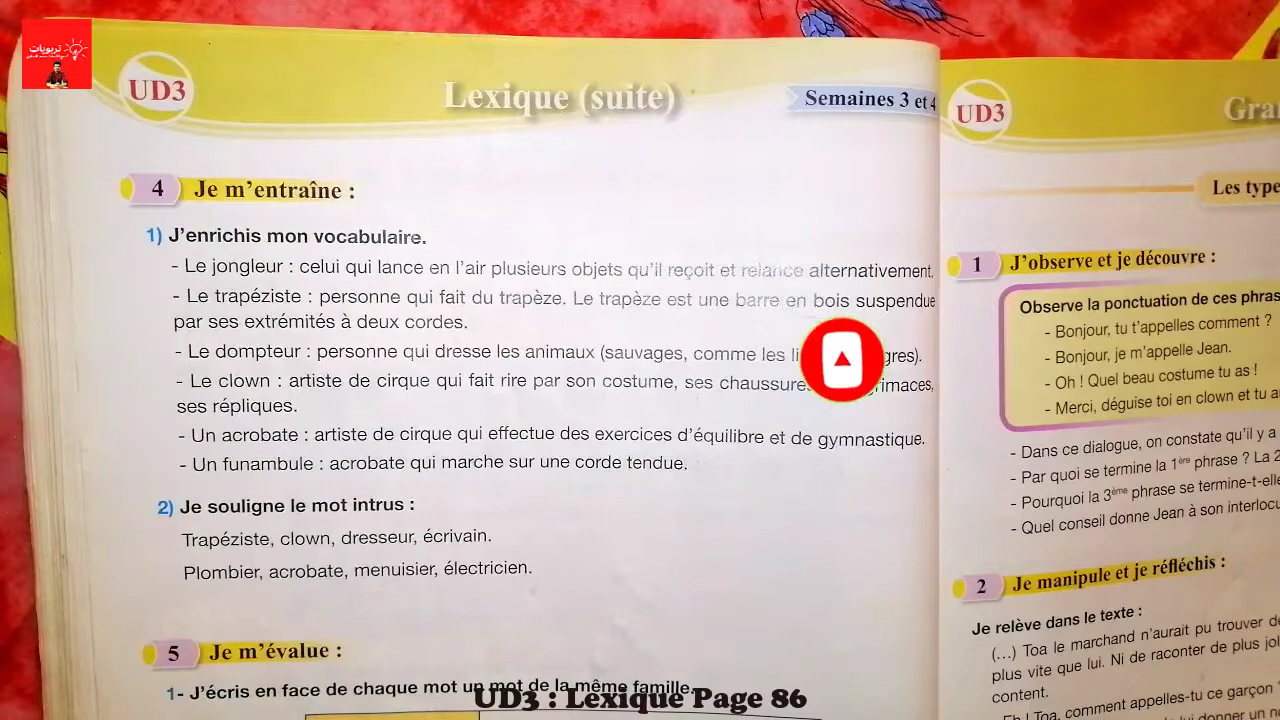 تربويات
UD3
Lexique (suite)
Semaines 3 et 4
4 Je m'entraîne :
1) J'enrichis mon vocabulaire.
- Le jongleur : celui qui lance en l'air plusieurs objets qu'il reçoit et relance alternativement.
- Le trapéziste : personne qui fait du trapèze. Le trapèze est une barre en bois suspendue
par ses extrémités à deux cordes.
- Le dompteur : personne qui dresse les animaux (sauvages, comme les li gres).
- Le clown : artiste de cirque qui fait rire par son costume, ses chaussure rimaces,
ses répliques.
- Un acrobate : artiste de cirque qui effectue des exercices d'équilibre et de gymnastique.
- Un funambule : acrobate qui marche sur une corde tendue.
2) Je souligne le mot intrus :
Trapéziste, clown, dresseur, écrivain.
Plombier, acrobate, menuisier, électricien.
5 Je m'évalue :
1- J'écris en face de chaque mot un mot de la même famille.
UD3 : Lexique Page 86
UD3
Gra
Les type
1 J'observe et je découvre :
Observe la ponctuation de ces phras
- Bonjour, tu t'appelles comment ?
- Bonjour, je m'appelle Jean.
- Oh ! Quel beau costume tu as !
- Merci, déguise toi en clown et tu a
- Dans ce dialogue, on constate qu'il y a
- Par quoi se termine la 1ère phrase ? La 2
- Pourquoi la 3ème phrase se termine-t-elle
- Quel conseil donne Jean à son interlocu
2 Je manipule et je réfléchis :
Je relève dans le texte :
(...) Toa le marchand n'aurait pu trouver de
plus vite que lui. Ni de raconter de plus jol
content.
- Eh ! Toa, comment appelles-tu ce garçon ?